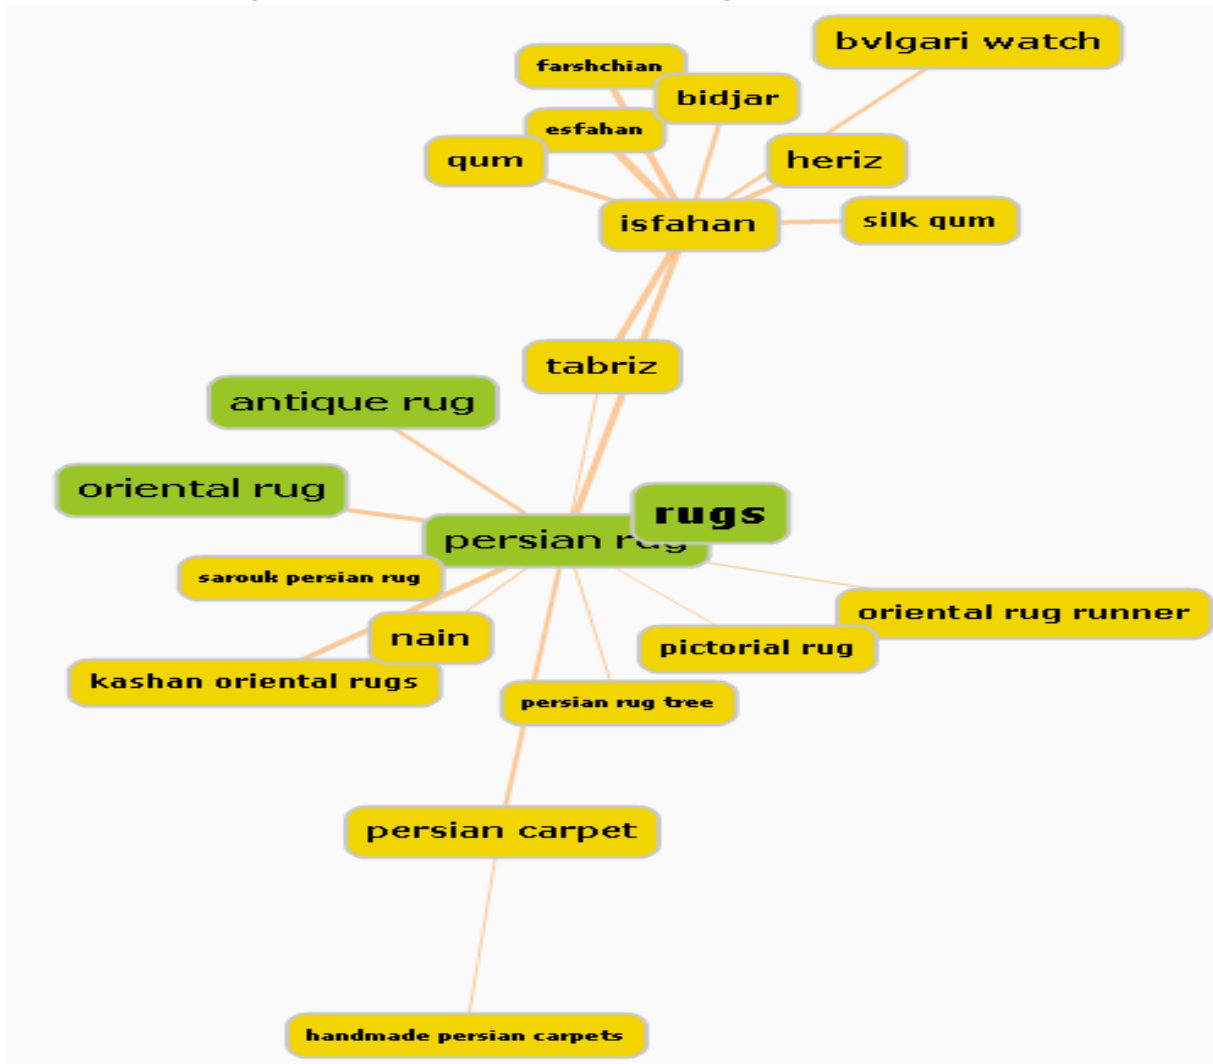 bvlgari watch
farshchian
bidjar
esfahan
qum
heriz
isfahan
silk qum
tabriz
antique rug
oriental rug
rugs
persian rug
sarouk persian rug
oriental rug runner
nain
pictorial rug
kashan oriental rugs
persian rug tree
persian carpet
handmade persian carpets